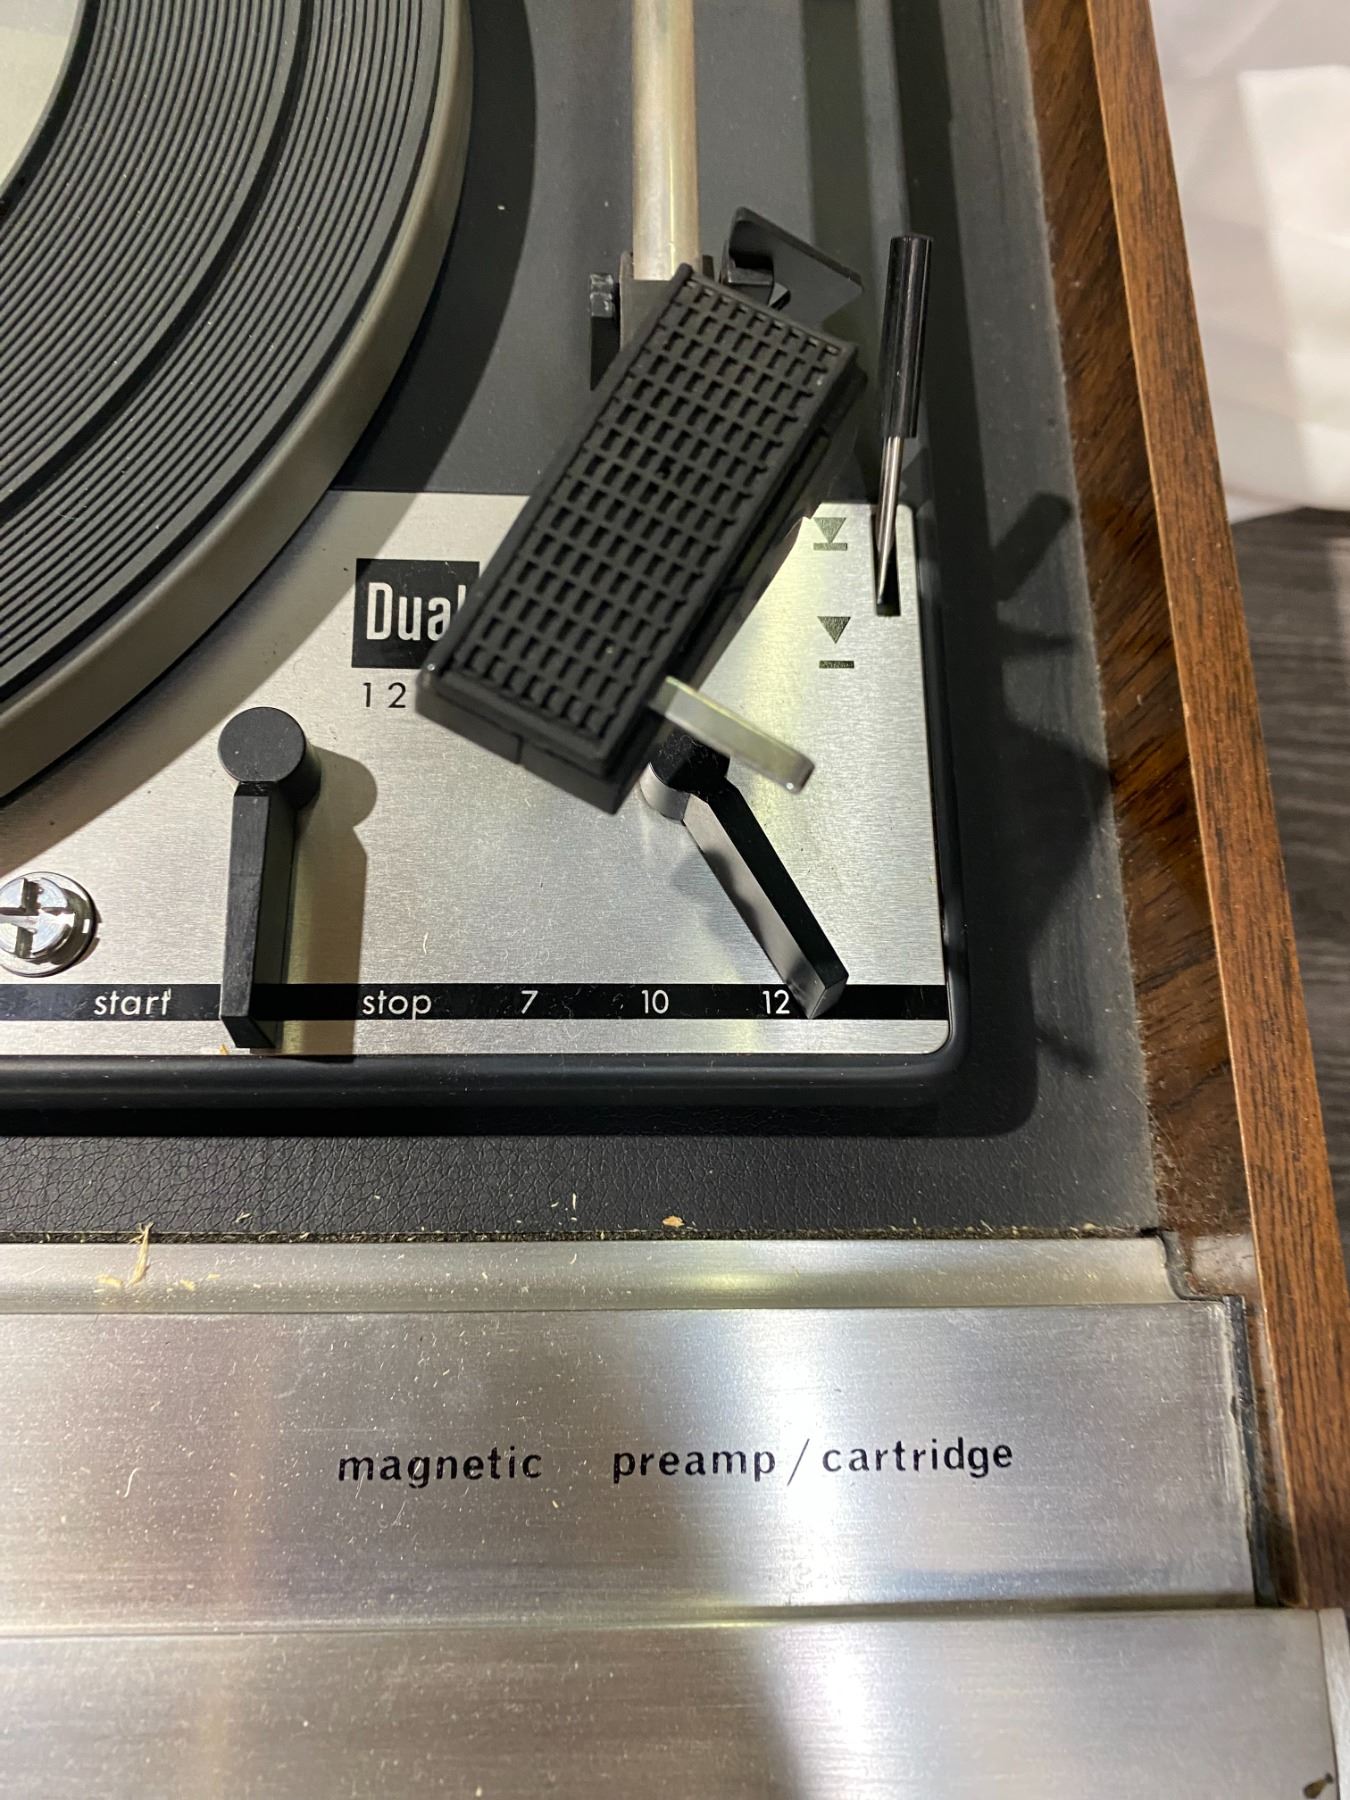 Dual
12
start stop 7 10 12
magnetic preamp/cartridge